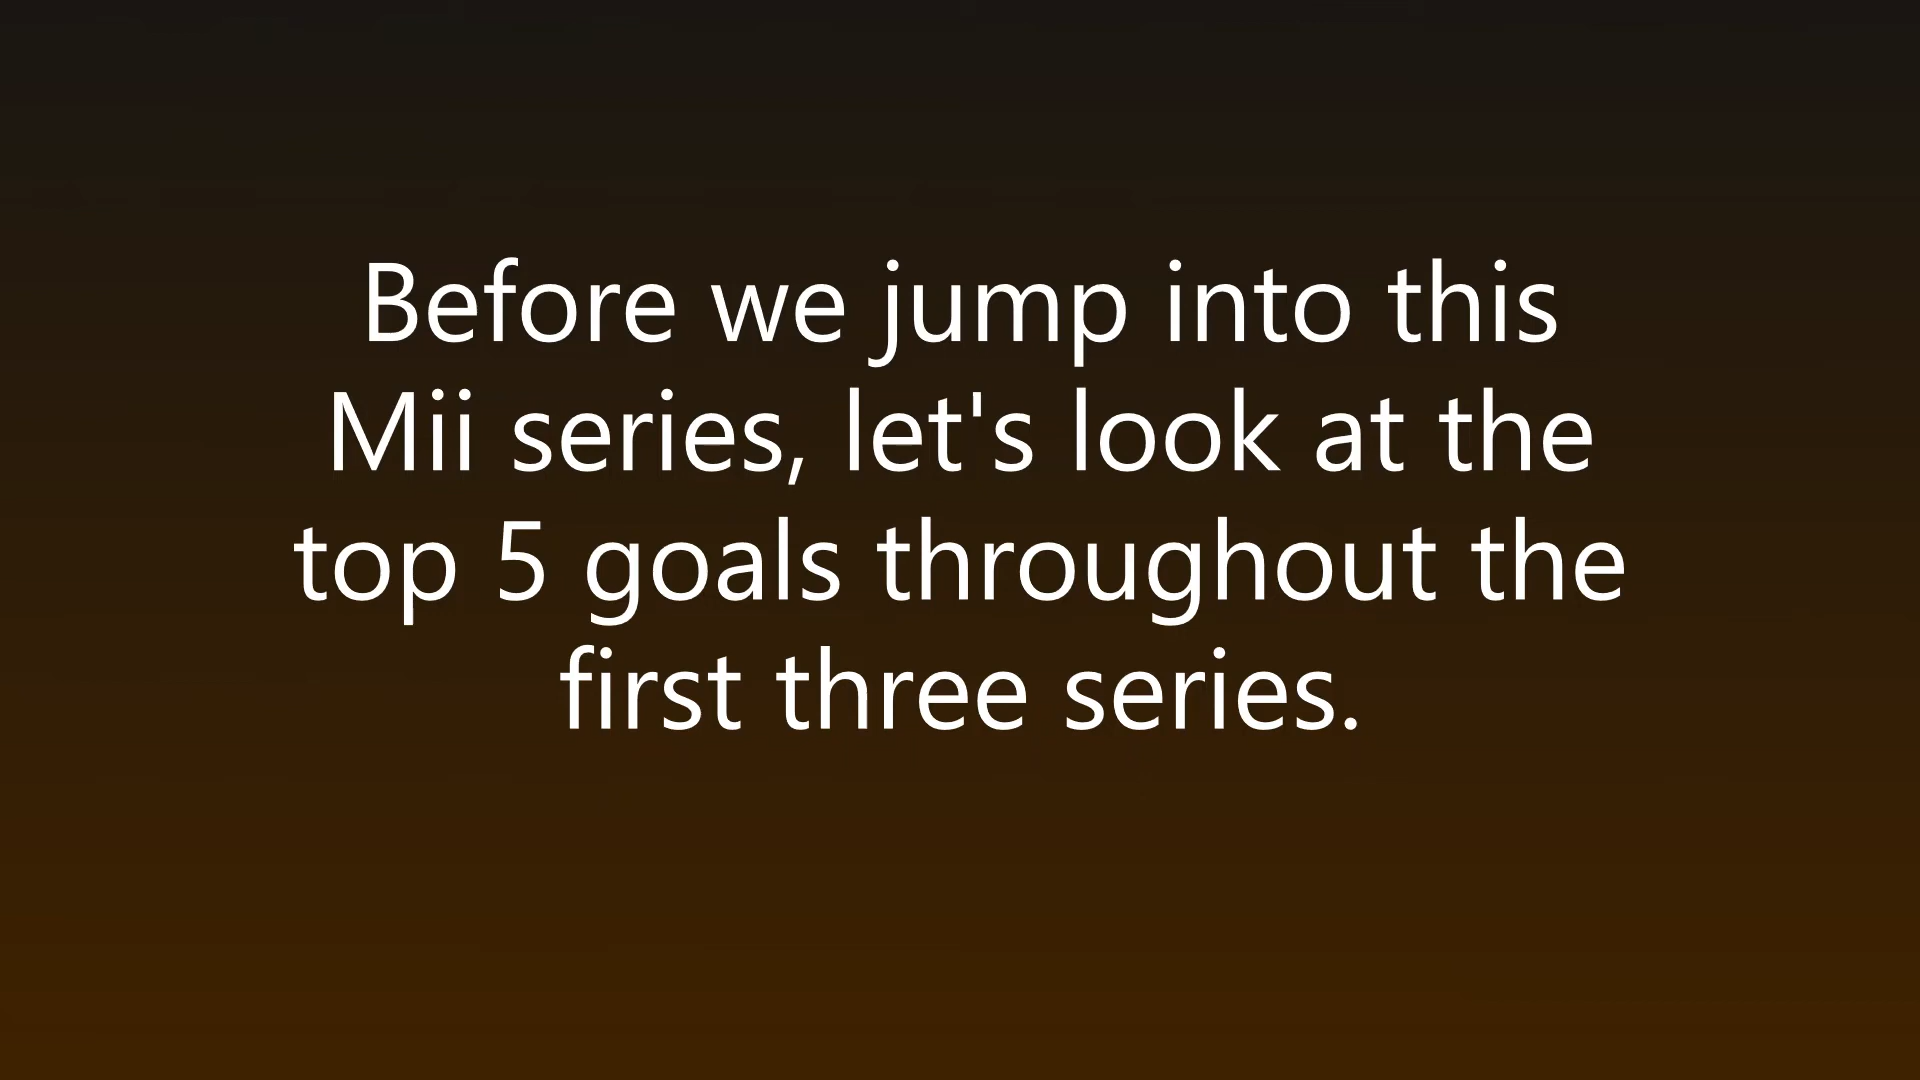 Before we jump into this
Mii series, let's look at the
top 5 goals throughout the
first three series.